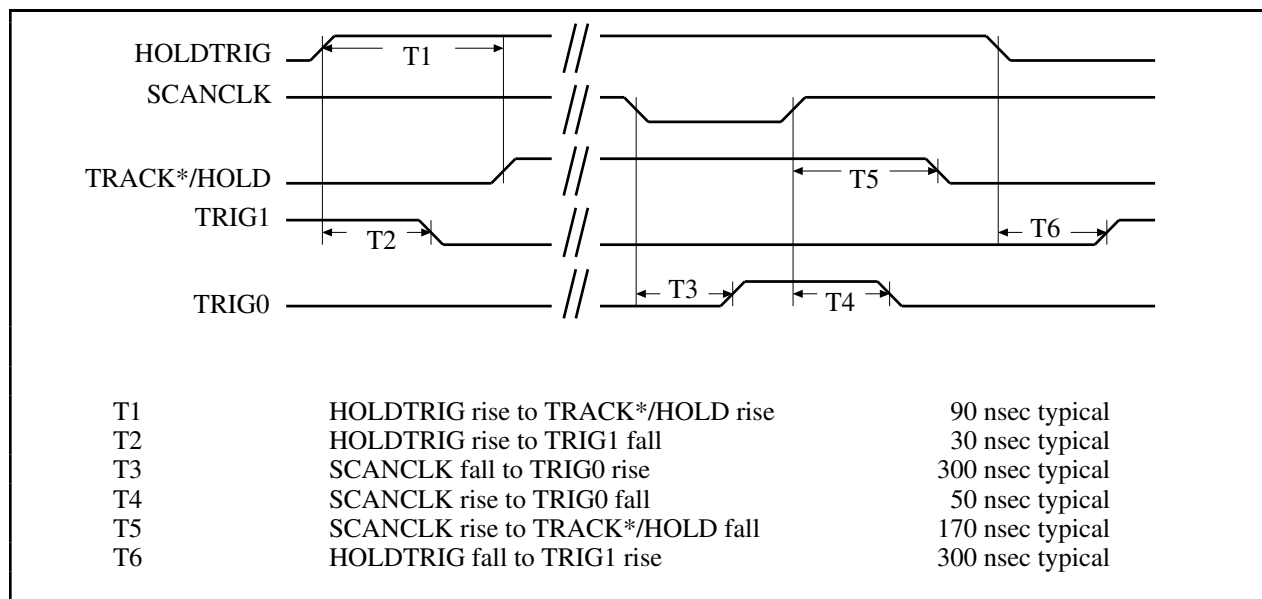 HOLDTRIG
T1
SCANCLK
TRACK*/HOLD
T5
TRIG1
T2
T6
TRIG0
T3
T4
T1 HOLDTRIG rise to TRACK*/HOLD rise 90 nsec typical
T2 HOLDTRIG rise to TRIG1 fall 30 nsec typical
T3 SCANCLK fall to TRIG0 rise 300 nsec typical
T4 SCANCLK rise to TRIG0 fall 50 nsec typical
T5 SCANCLK rise to TRACK*/HOLD fall 170 nsec typical
T6 HOLDTRIG fall to TRIG1 rise 300 nsec typical